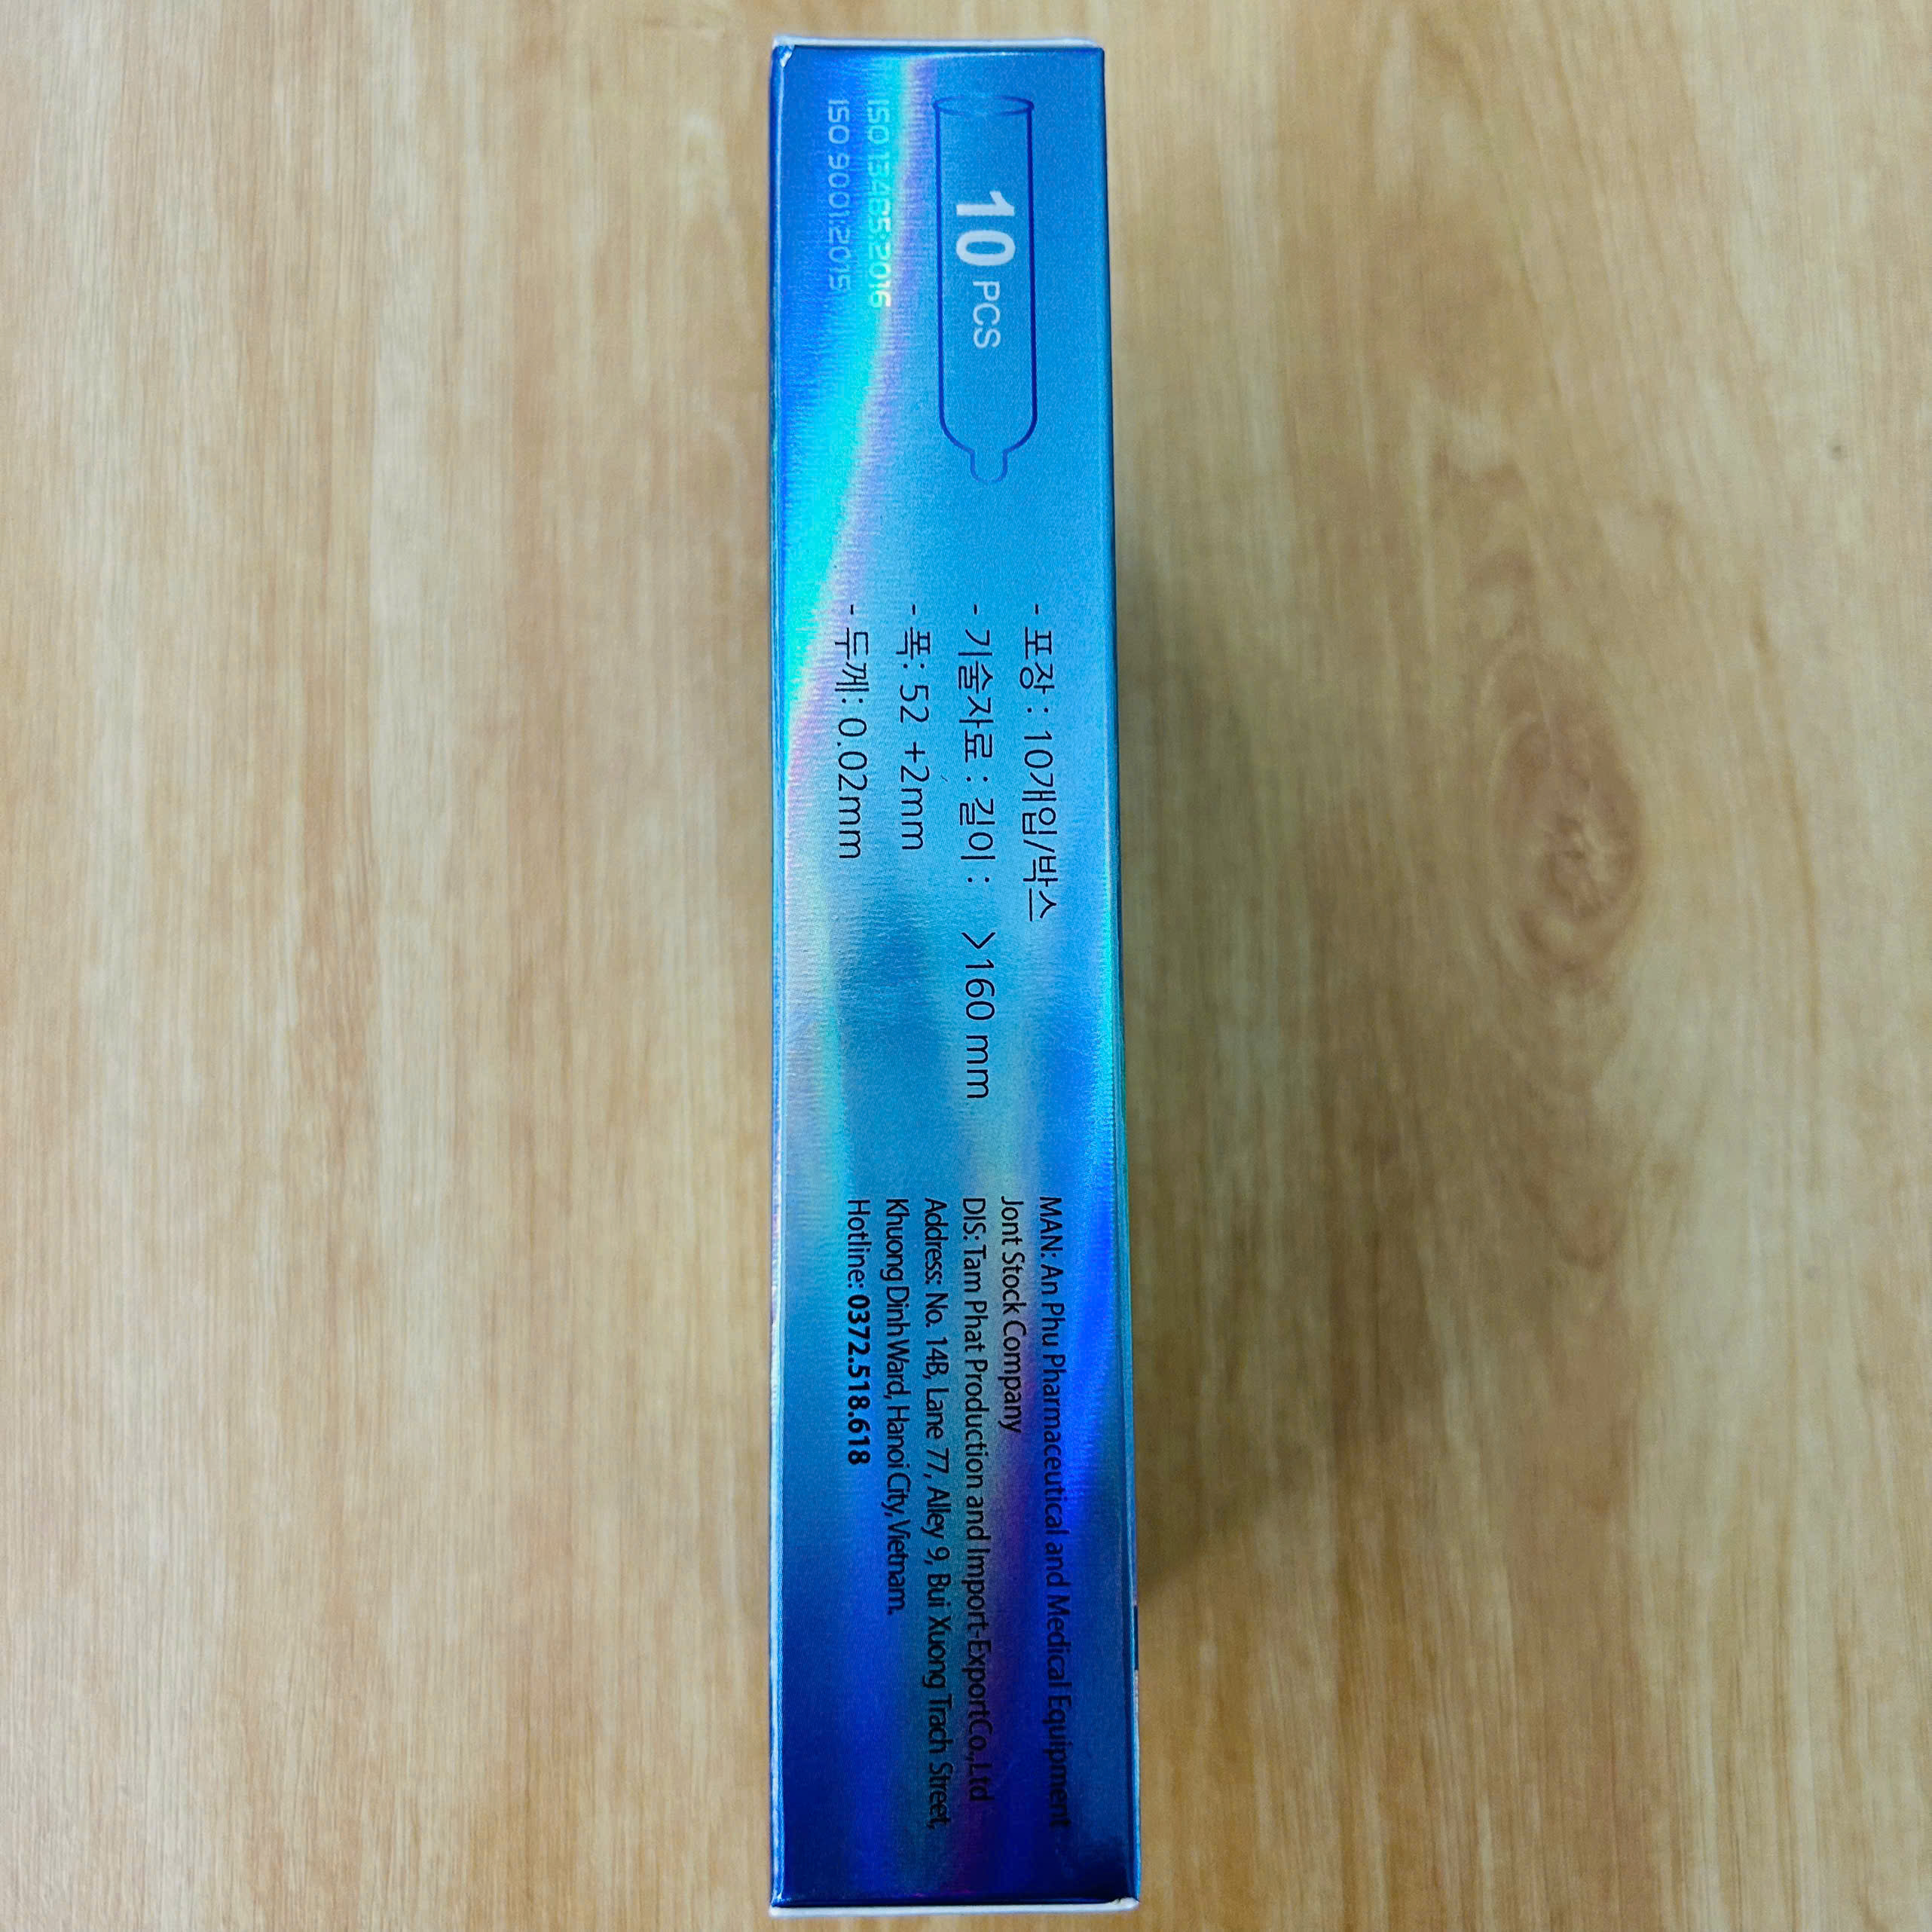 10 PCS
ISO 13485:2016
ISO 9001:2015
- 포장 : 10개입/박스
- 기술자료 : 길이 : >160 mm
- 폭: 52 +2mm
- 두께: 0.02mm
MAN: An Phu Pharmaceutical and Medical Equipment
Jont Stock Company
DIS: Tam Phat Production and Import-ExportCo.,Ltd
Address: No. 14B, Lane 77, Alley 9, Bui Xuong Trach Street,
Khuong Dinh Ward, Hanoi City, Vietnam.
Hotline: 0372.518.618